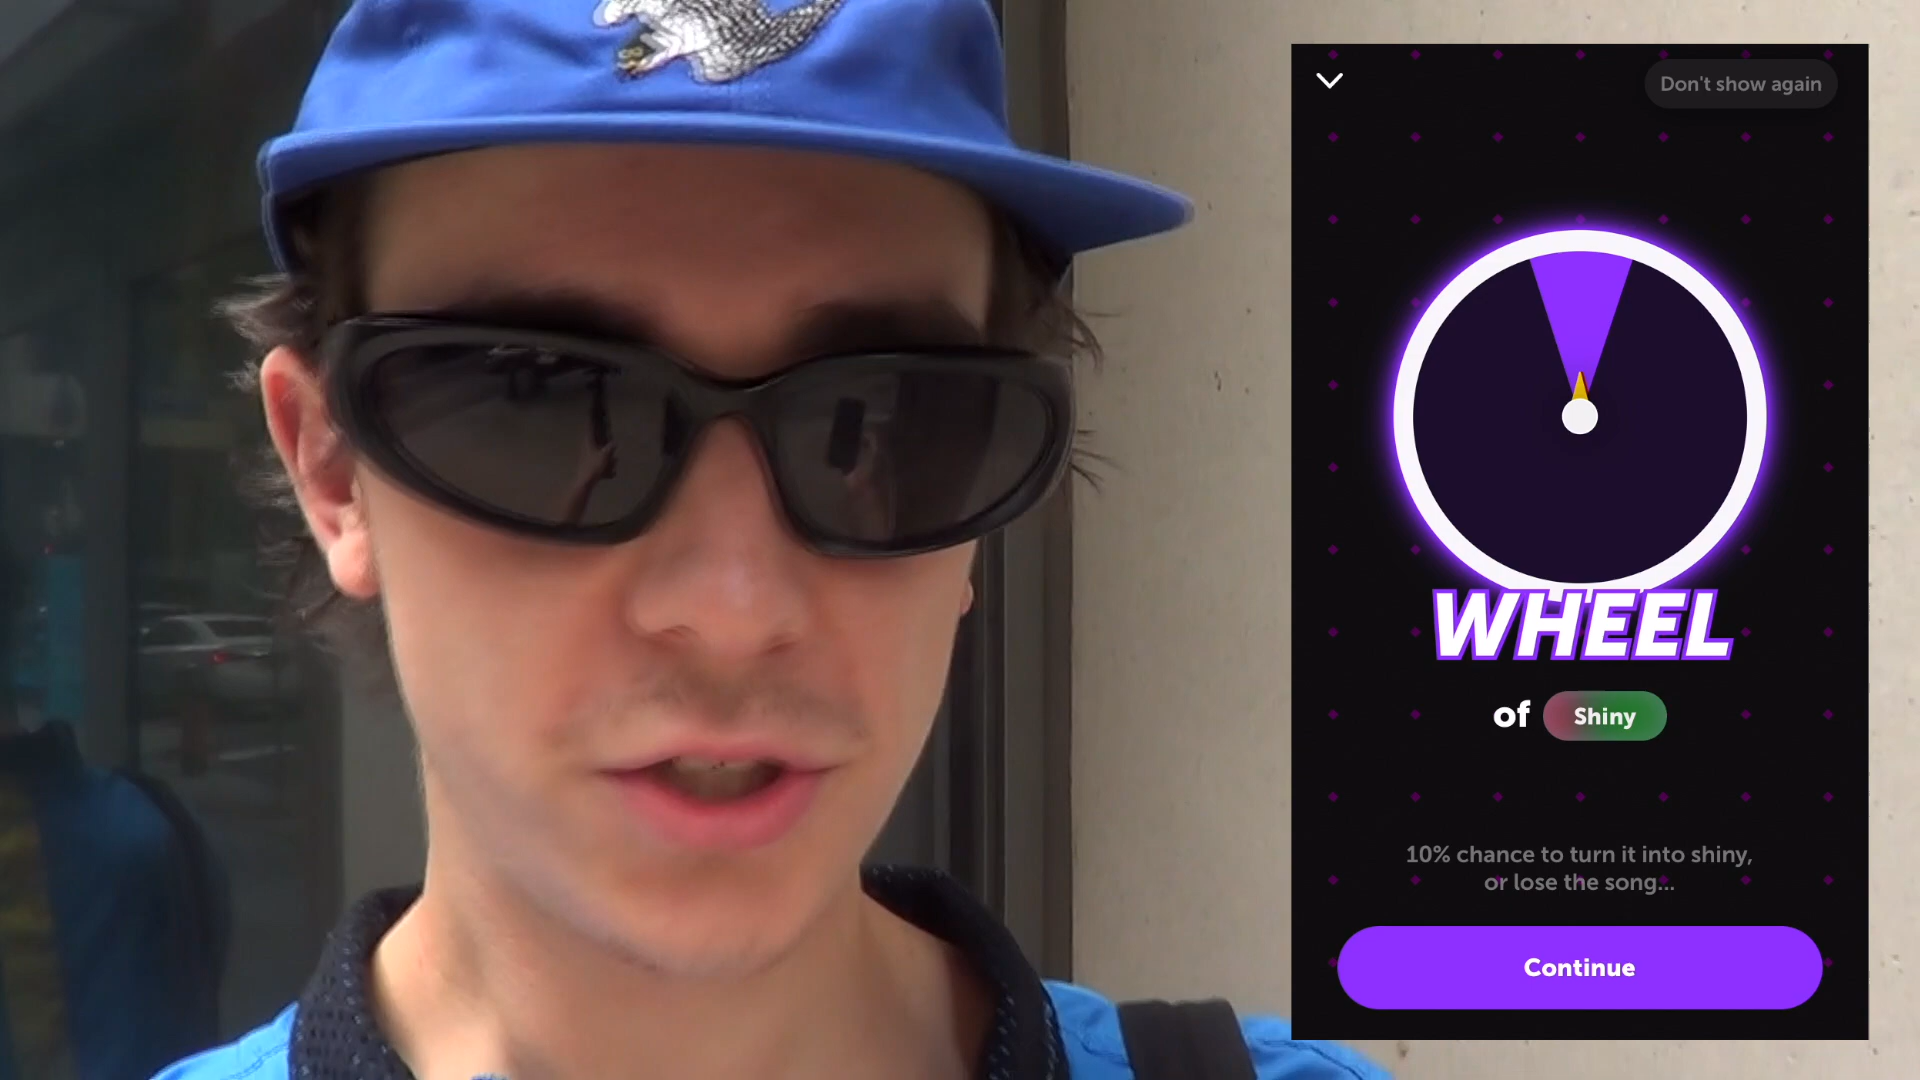 Don't show again
WHEEL
of Shiny
10% chance to turn it into shiny,
or lose the song...
Continue